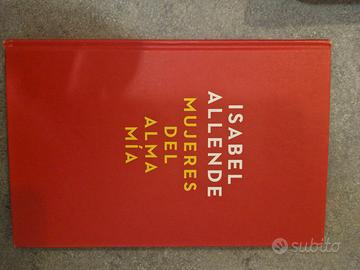 ISABEL
ALLENDE
MUJERES
DEL
ALMA
MÍA
subito